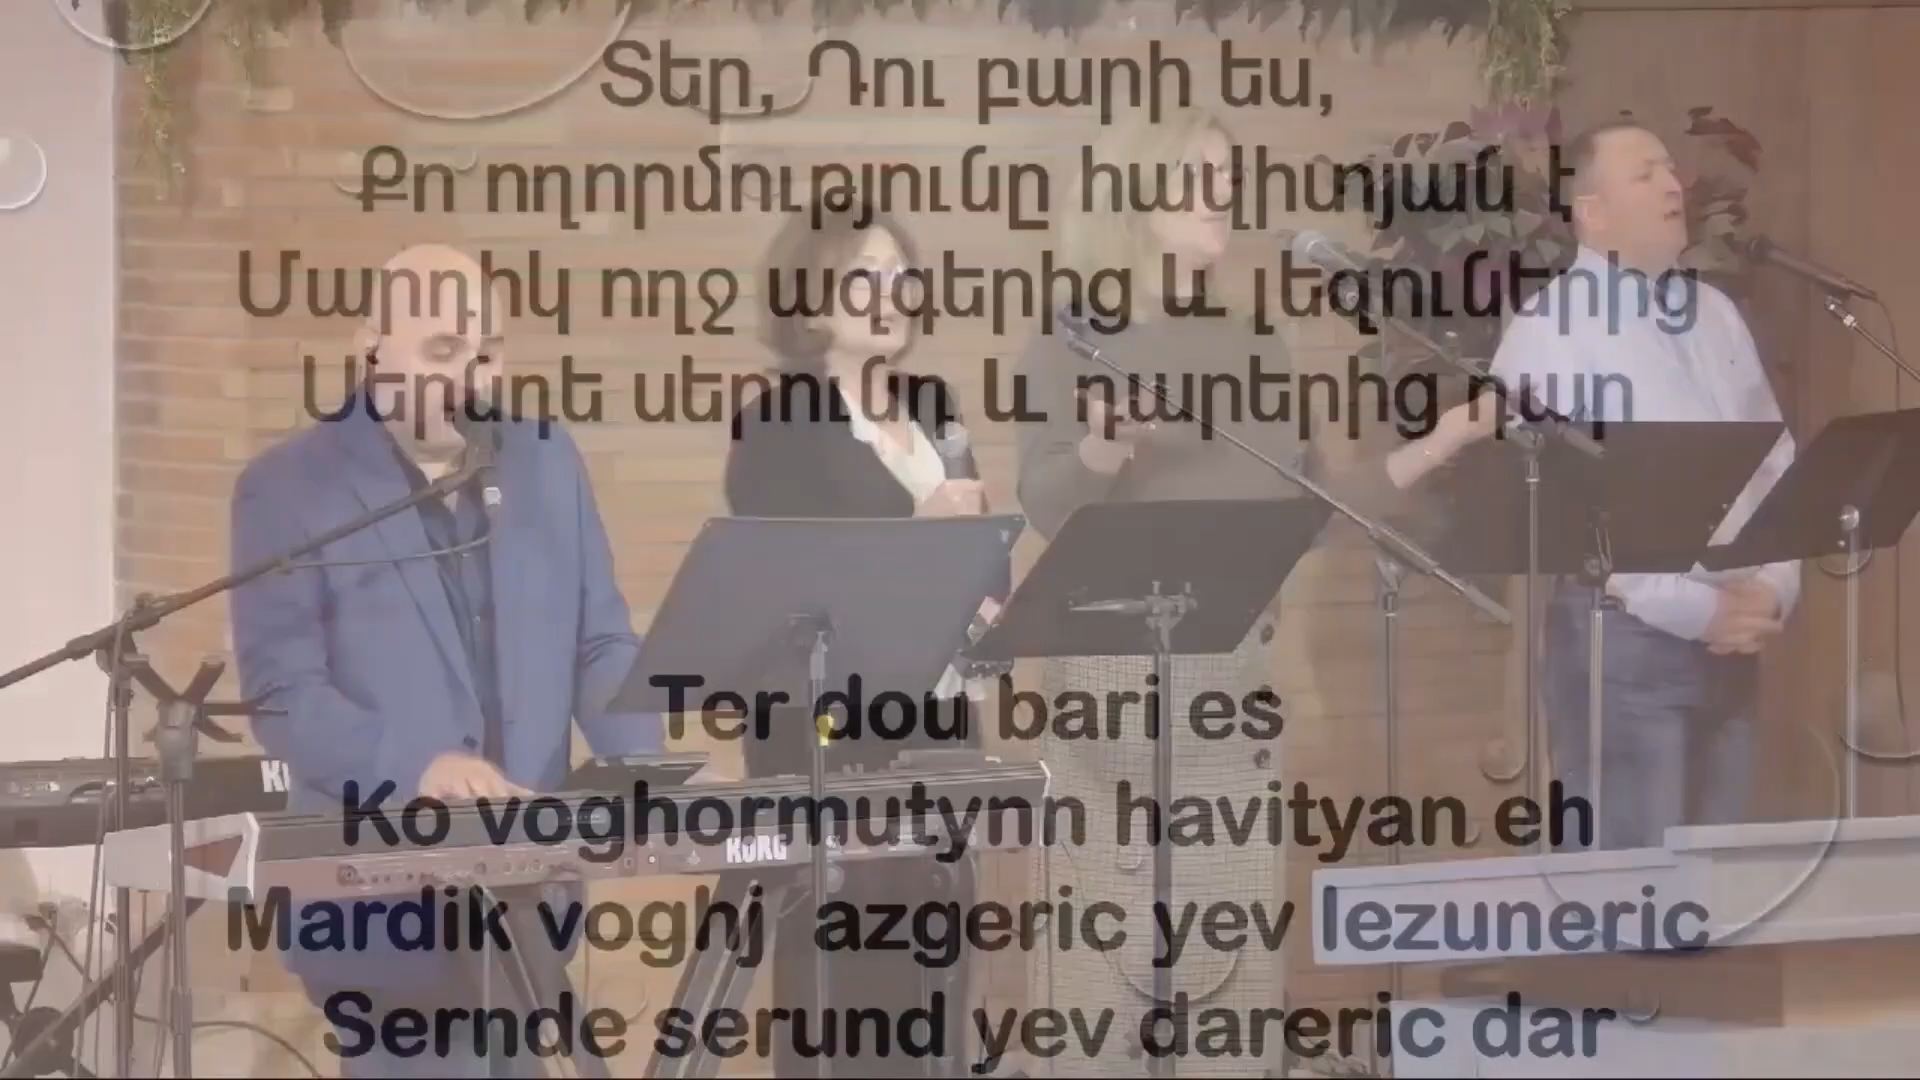 Տեր, Դու բարի ես,
Քո ողորմությունը հավիտյան է
Մարդիկ ողջ ազգերից և լեզուներից
Սերնդե սերունդ և դարերից դար
Ter dou bari es
Ko voghormutynn havityan eh
Mardik voghj azgeric yev lezuneric
Sernde serund yev dareric dar
KORG